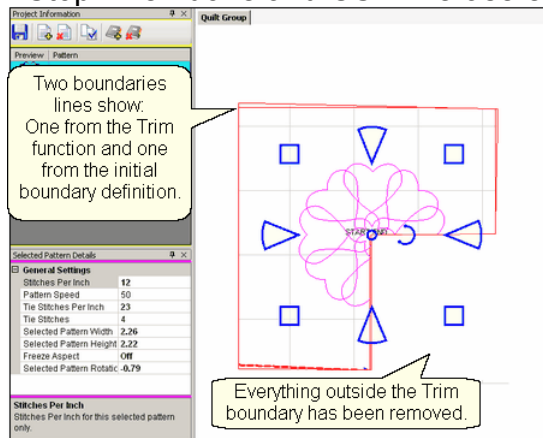 Project Information
Quilt Group
Preview Pattern
Two boundaries
lines show:
One from the Trim
function and one
from the initial
boundary definition.
START END
Selected Pattern Details
General Settings
Stitches Per Inch 12
Pattern Speed 50
Tie Stitches Per Inch 23
Tie Stitches 4
Selected Pattern Width 2.26
Selected Pattern Height 2.22
Freeze Aspect Off
Selected Pattern Rotatic -0.79
Everything outside the Trim
boundary has been removed.
Stitches Per Inch
Stitches Per Inch for this selected pattern
only.